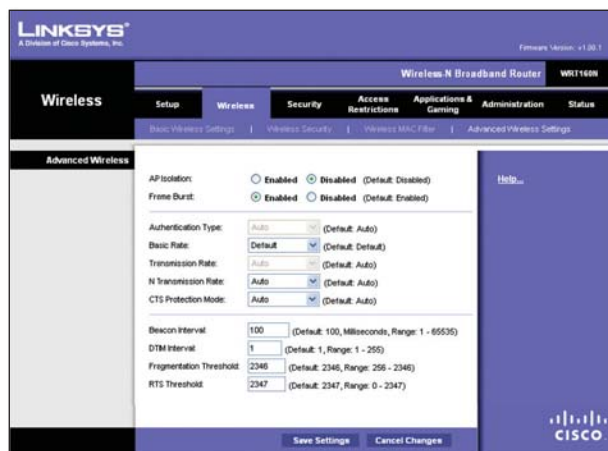 LINKSYS®
A Division of Cisco Systems, Inc.
Firmware Version: v1.00.1
Wireless-N Broadband Router WRT160N
Wireless
Setup Wireless Security Access Restrictions Applications & Gaming Administration Status
Basic Wireless Settings | Wireless Security | Wireless MAC Filter | Advanced Wireless Settings
Advanced Wireless
AP Isolation: Enabled Disabled (Default: Disabled)
Frame Burst: Enabled Disabled (Default: Enabled)
Authentication Type: Auto (Default: Auto)
Basic Rate: Default (Default: Default)
Transmission Rate: Auto (Default: Auto)
N Transmission Rate: Auto (Default: Auto)
CTS Protection Mode: Auto (Default: Auto)
Beacon Interval: 100 (Default: 100, Milliseconds, Range: 1 - 65535)
DTIM Interval: 1 (Default: 1, Range: 1 - 255)
Fragmentation Threshold: 2346 (Default: 2346, Range: 256 - 2346)
RTS Threshold: 2347 (Default: 2347, Range: 0 - 2347)
Help...
Save Settings Cancel Changes
CISCO.